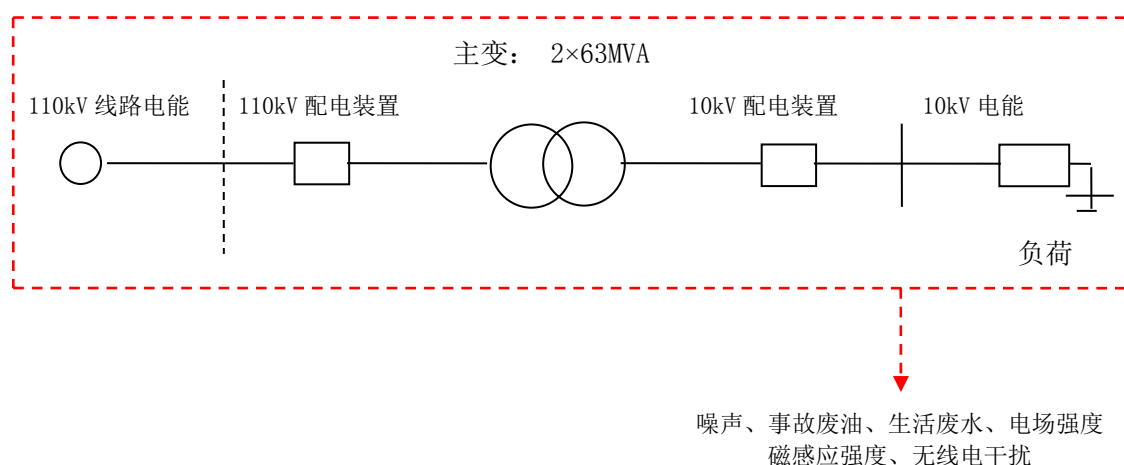 主变： 2×63MVA
110kV 线路电能
110kV 配电装置
10kV 配电装置
10kV 电能
负荷
噪声、事故废油、生活废水、电场强度
磁感应强度、无线电干扰